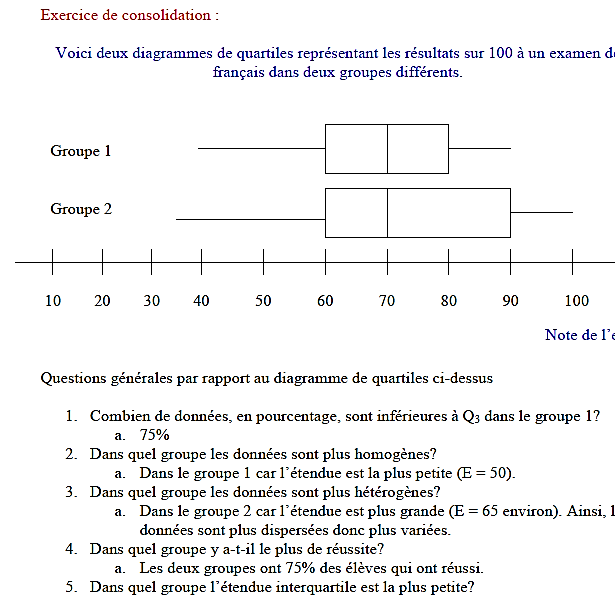 Exercice de consolidation :
Voici deux diagrammes de quartiles représentant les résultats sur 100 à un examen d
français dans deux groupes différents.
Groupe 1
Groupe 2
10 20 30 40 50 60 70 80 90 100
Note de l'
Questions générales par rapport au diagramme de quartiles ci-dessus
1. Combien de données, en pourcentage, sont inférieures à Q3 dans le groupe 1?
a. 75%
2. Dans quel groupe les données sont plus homogènes?
a. Dans le groupe 1 car l'étendue est la plus petite (E = 50).
3. Dans quel groupe les données sont plus hétérogènes?
a. Dans le groupe 2 car l'étendue est plus grande (E = 65 environ). Ainsi, l
données sont plus dispersées donc plus variées.
4. Dans quel groupe y a-t-il le plus de réussite?
a. Les deux groupes ont 75% des élèves qui ont réussi.
5. Dans quel groupe l'étendue interquartile est la plus petite?